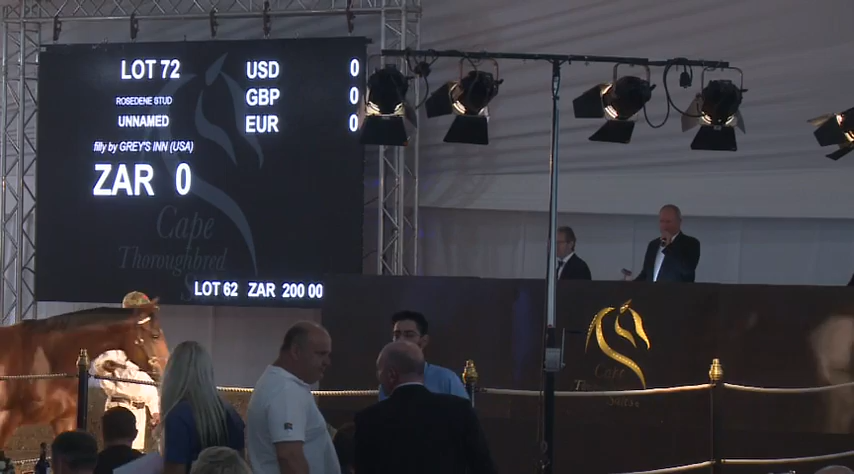 LOT 72
USD 0
ROSEDENE STUD
GBP 0
UNNAMED
EUR 0
filly by GREY'S INN (USA)
ZAR 0
Cape
Thoroughbred
LOT 62 ZAR 200 00
Cape